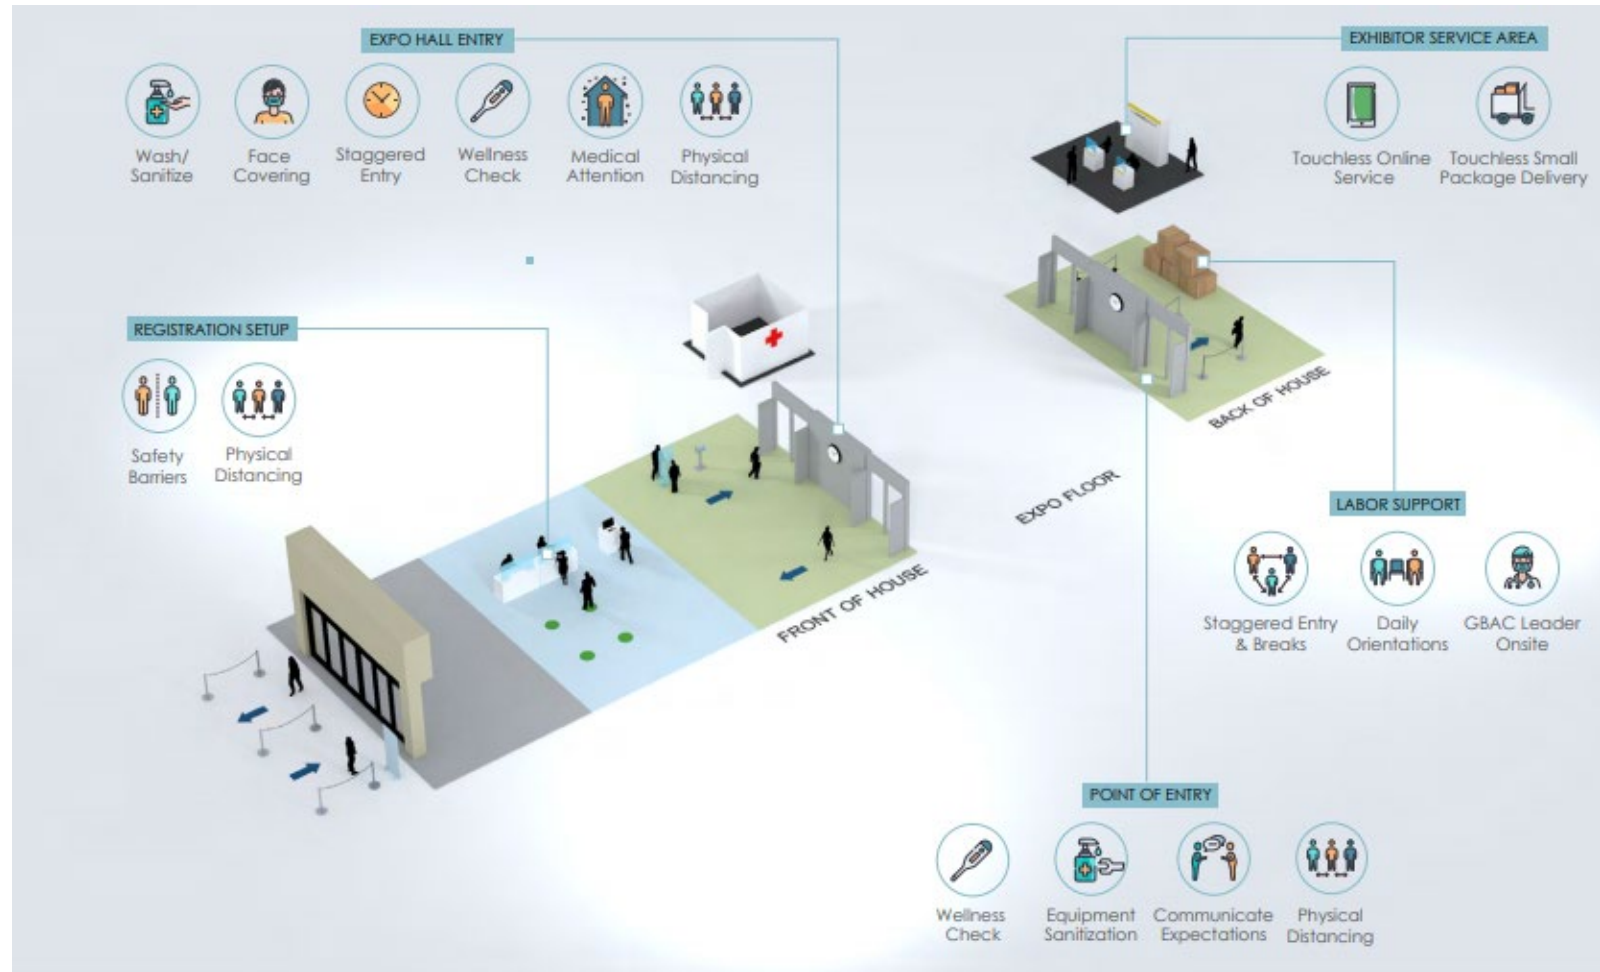 EXPO HALL ENTRY
Wash/
Sanitize
Face
Covering
Staggered
Entry
Wellness
Check
Medical
Attention
Physical
Distancing
EXHIBITOR SERVICE AREA
Touchless Online
Service
Touchless Small
Package Delivery
REGISTRATION SETUP
Safety
Barriers
Physical
Distancing
BACK OF HOUSE
EXPO FLOOR
FRONT OF HOUSE
LABOR SUPPORT
Staggered Entry
& Breaks
Daily
Orientations
GBAC Leader
Onsite
POINT OF ENTRY
Wellness
Check
Equipment
Sanitization
Communicate
Expectations
Physical
Distancing